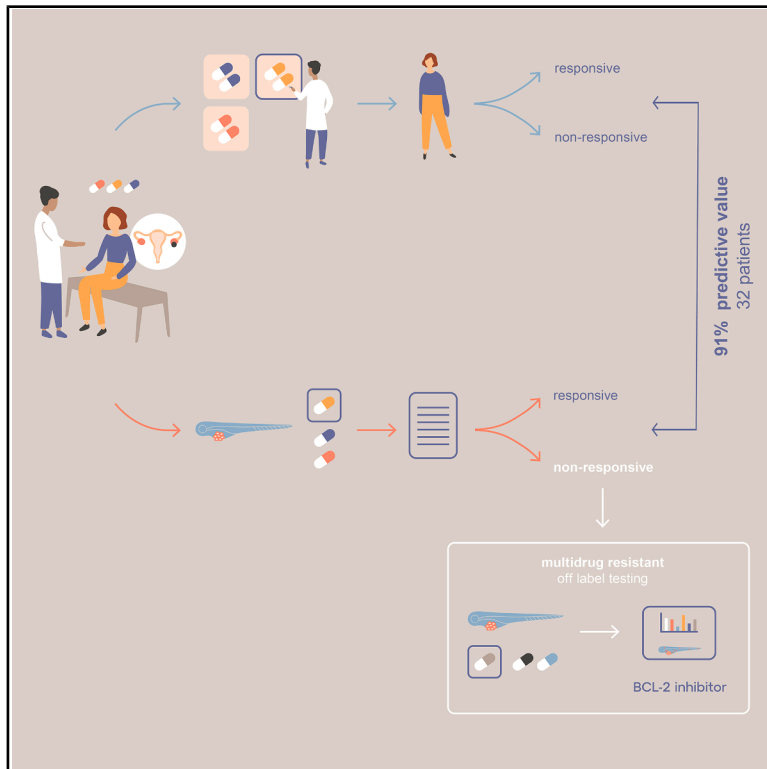 responsive
non-responsive
91% predictive value
32 patients
responsive
non-responsive
multidrug resistant
off label testing
BCL-2 inhibitor